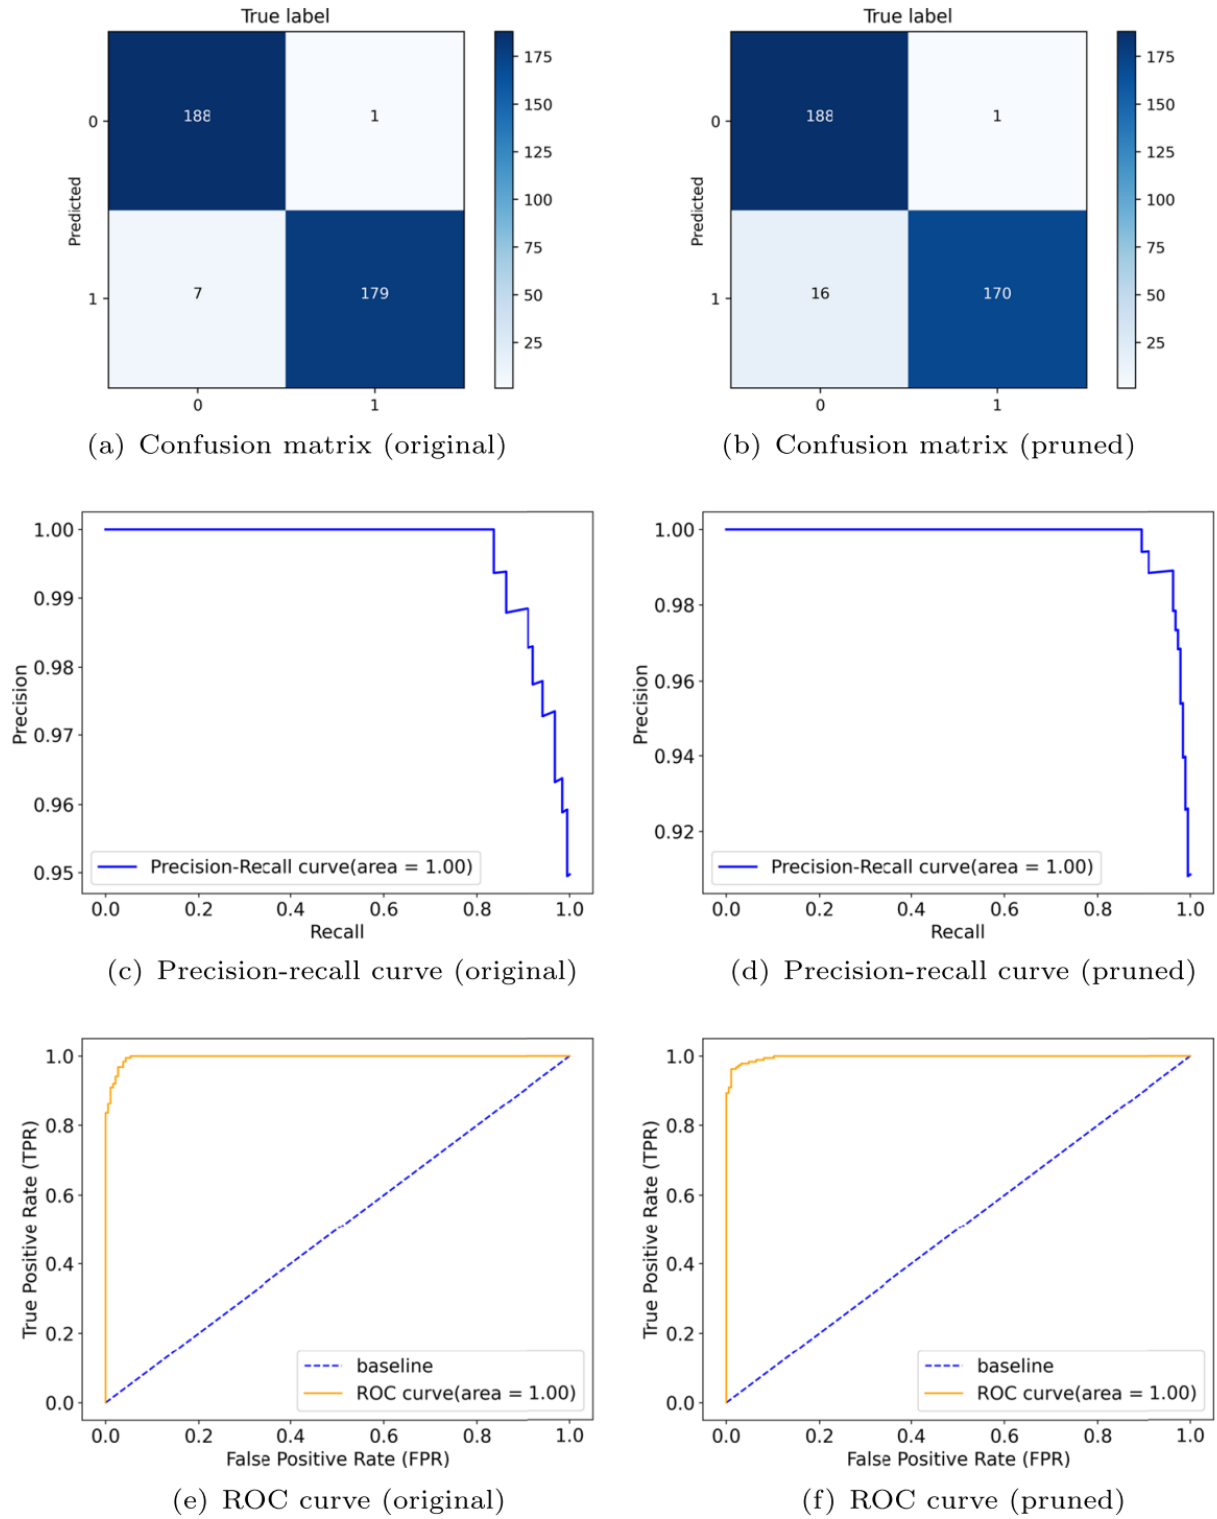 True label
188 1
7 179
0
1
Predicted
0 1
175
150
125
100
75
50
25
(a) Confusion matrix (original)
True label
188 1
16 170
0
1
Predicted
0 1
175
150
125
100
75
50
25
(b) Confusion matrix (pruned)
1.00
0.99
0.98
0.97
0.96
0.95
Precision
Precision-Recall curve(area = 1.00)
0.0 0.2 0.4 0.6 0.8 1.0
Recall
(c) Precision-recall curve (original)
1.00
0.98
0.96
0.94
0.92
Precision
Precision-Recall curve(area = 1.00)
0.0 0.2 0.4 0.6 0.8 1.0
Recall
(d) Precision-recall curve (pruned)
1.0
0.8
0.6
0.4
0.2
0.0
True Positive Rate (TPR)
baseline
ROC curve(area = 1.00)
0.0 0.2 0.4 0.6 0.8 1.0
False Positive Rate (FPR)
(e) ROC curve (original)
1.0
0.8
0.6
0.4
0.2
0.0
True Positive Rate (TPR)
baseline
ROC curve(area = 1.00)
0.0 0.2 0.4 0.6 0.8 1.0
False Positive Rate (FPR)
(f) ROC curve (pruned)